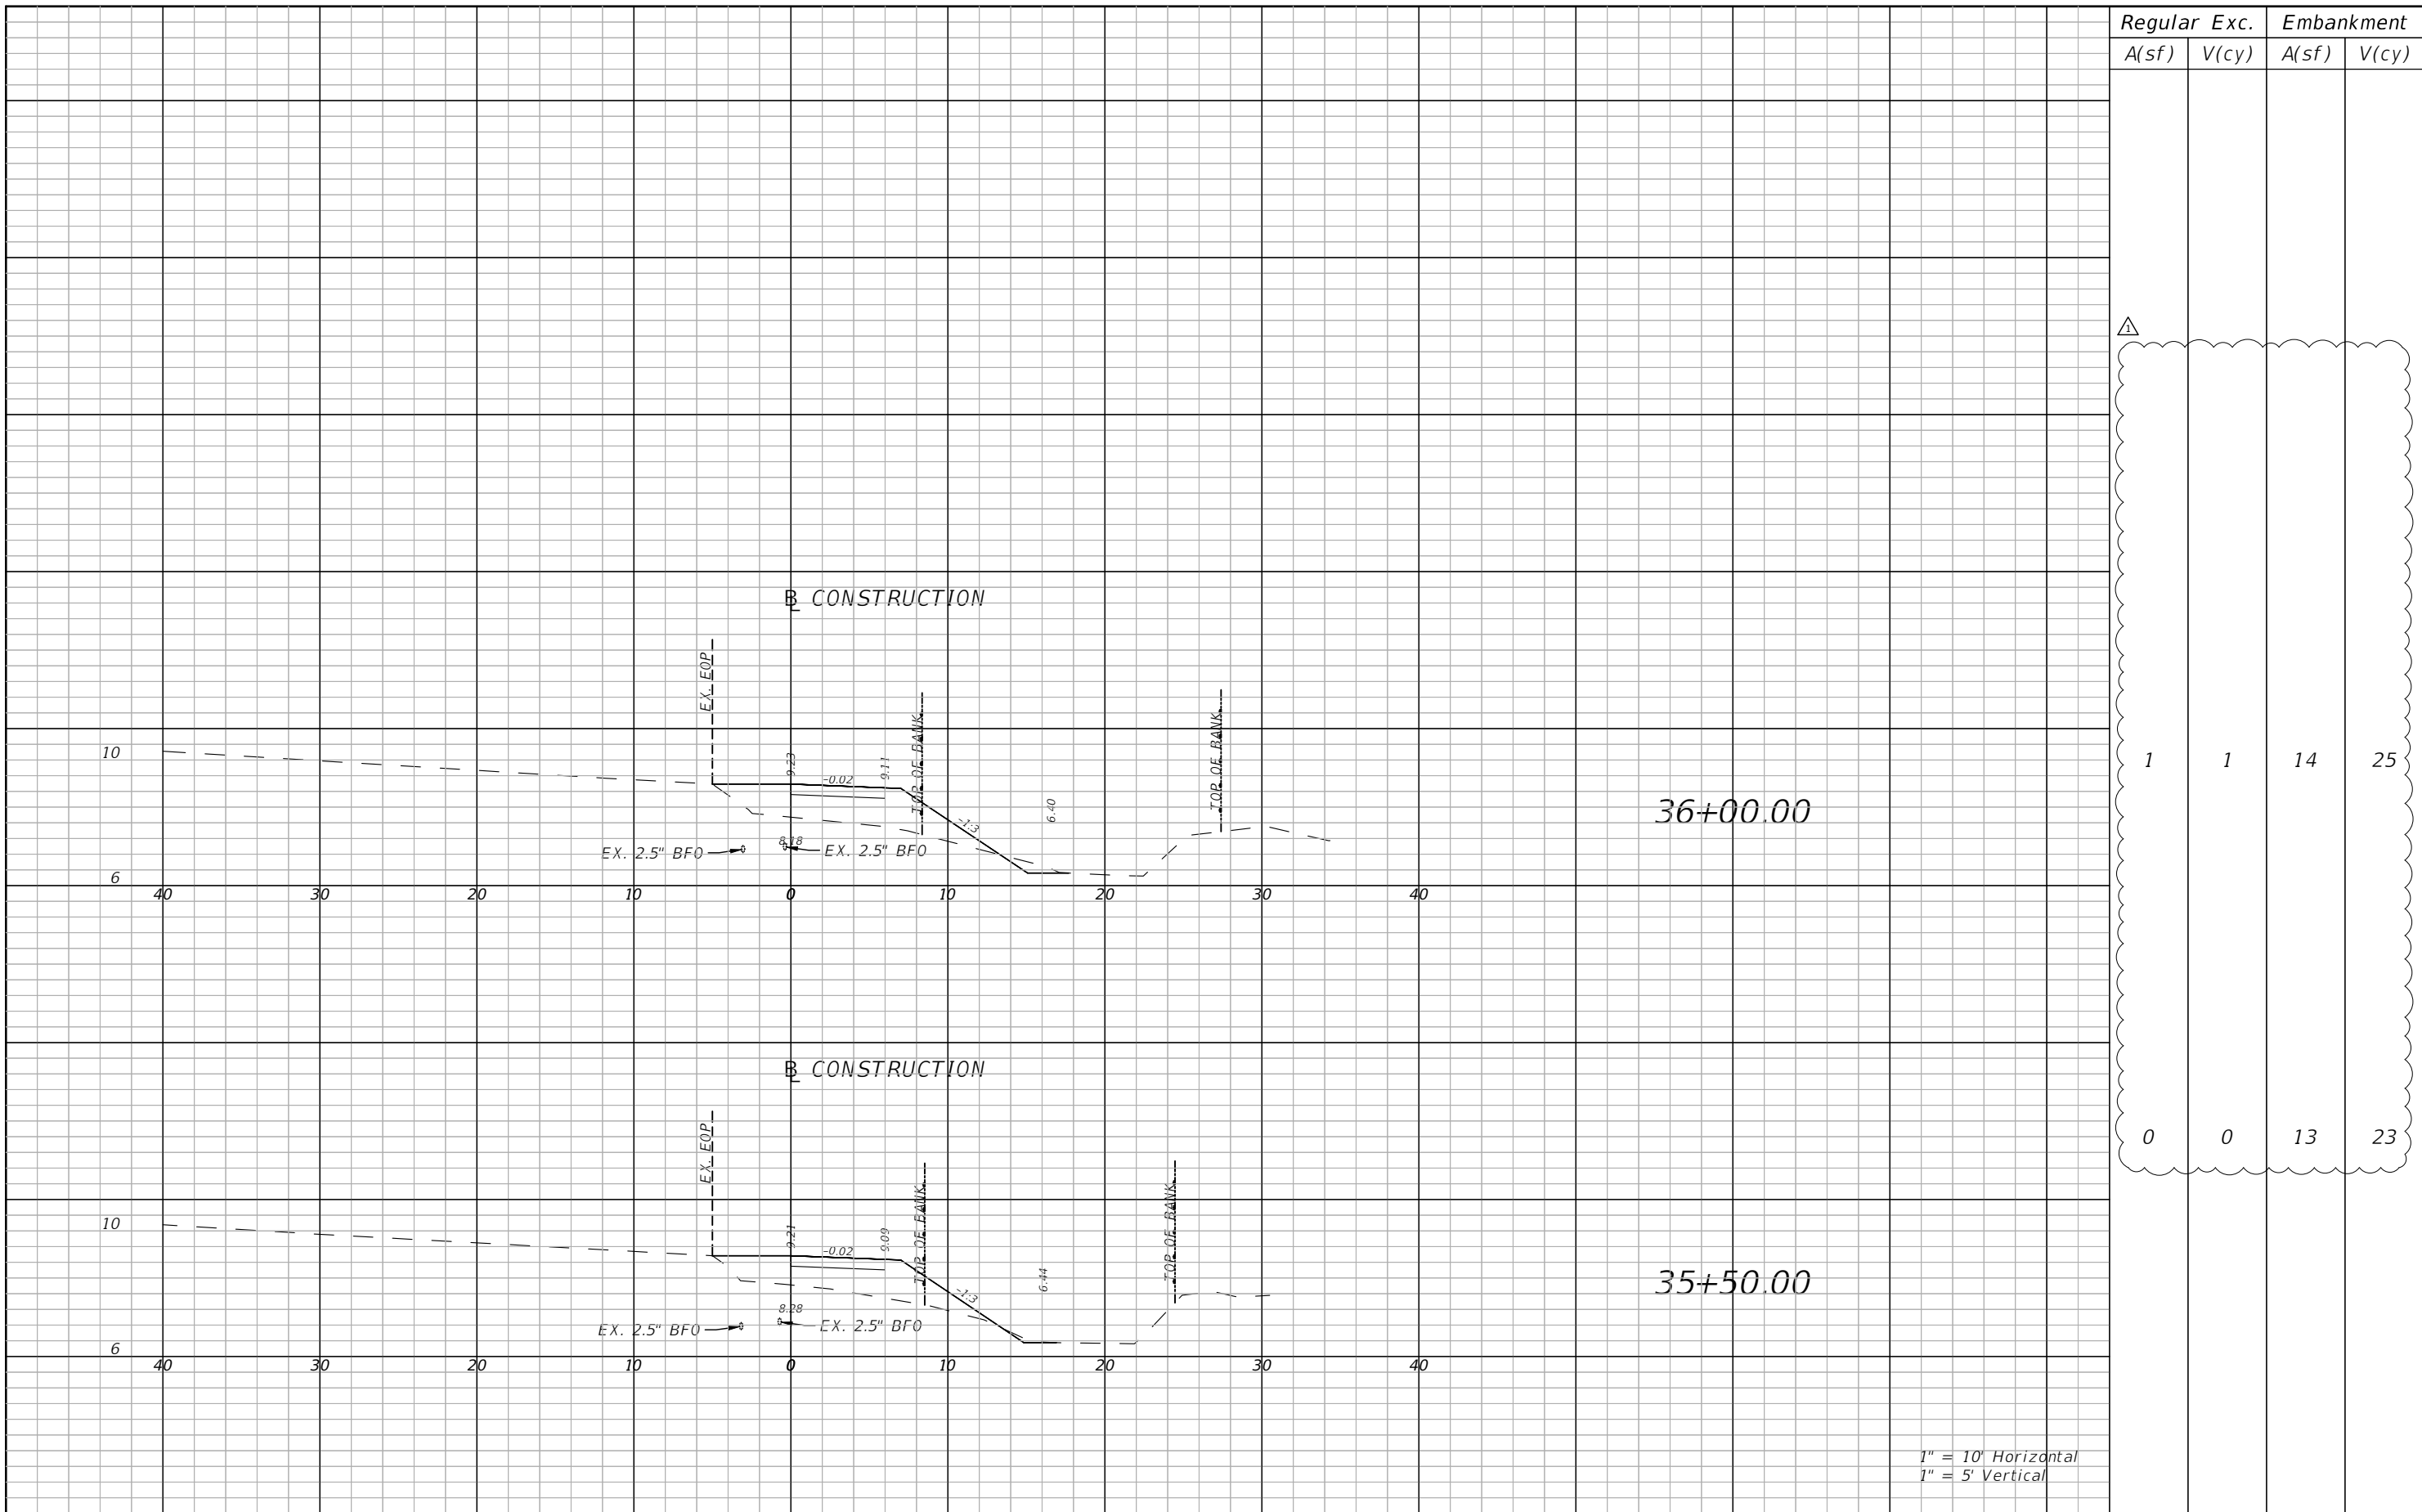 Regular Exc. Embankment
A(sf) V(cy) A(sf) V(cy)
1
B CONSTRUCTION
EX. EOP
TOP OF BANK
TOP OF BANK
10
9.23
-0.02
9.11
1 1 14 25
6.40
36+00.00
-1:3
8.18
EX. 2.5" BFO EX. 2.5" BFO
6
40 30 20 10 0 10 20 30 40
B CONSTRUCTION
EX. EOP
0 0 13 23
TOP OF BANK
TOP OF BANK
10
9.21
-0.02
9.09
6.44
35+50.00
-1:3
8.28
EX. 2.5" BFO EX. 2.5" BFO
6
40 30 20 10 0 10 20 30 40
1" = 10' Horizontal
1" = 5' Vertical